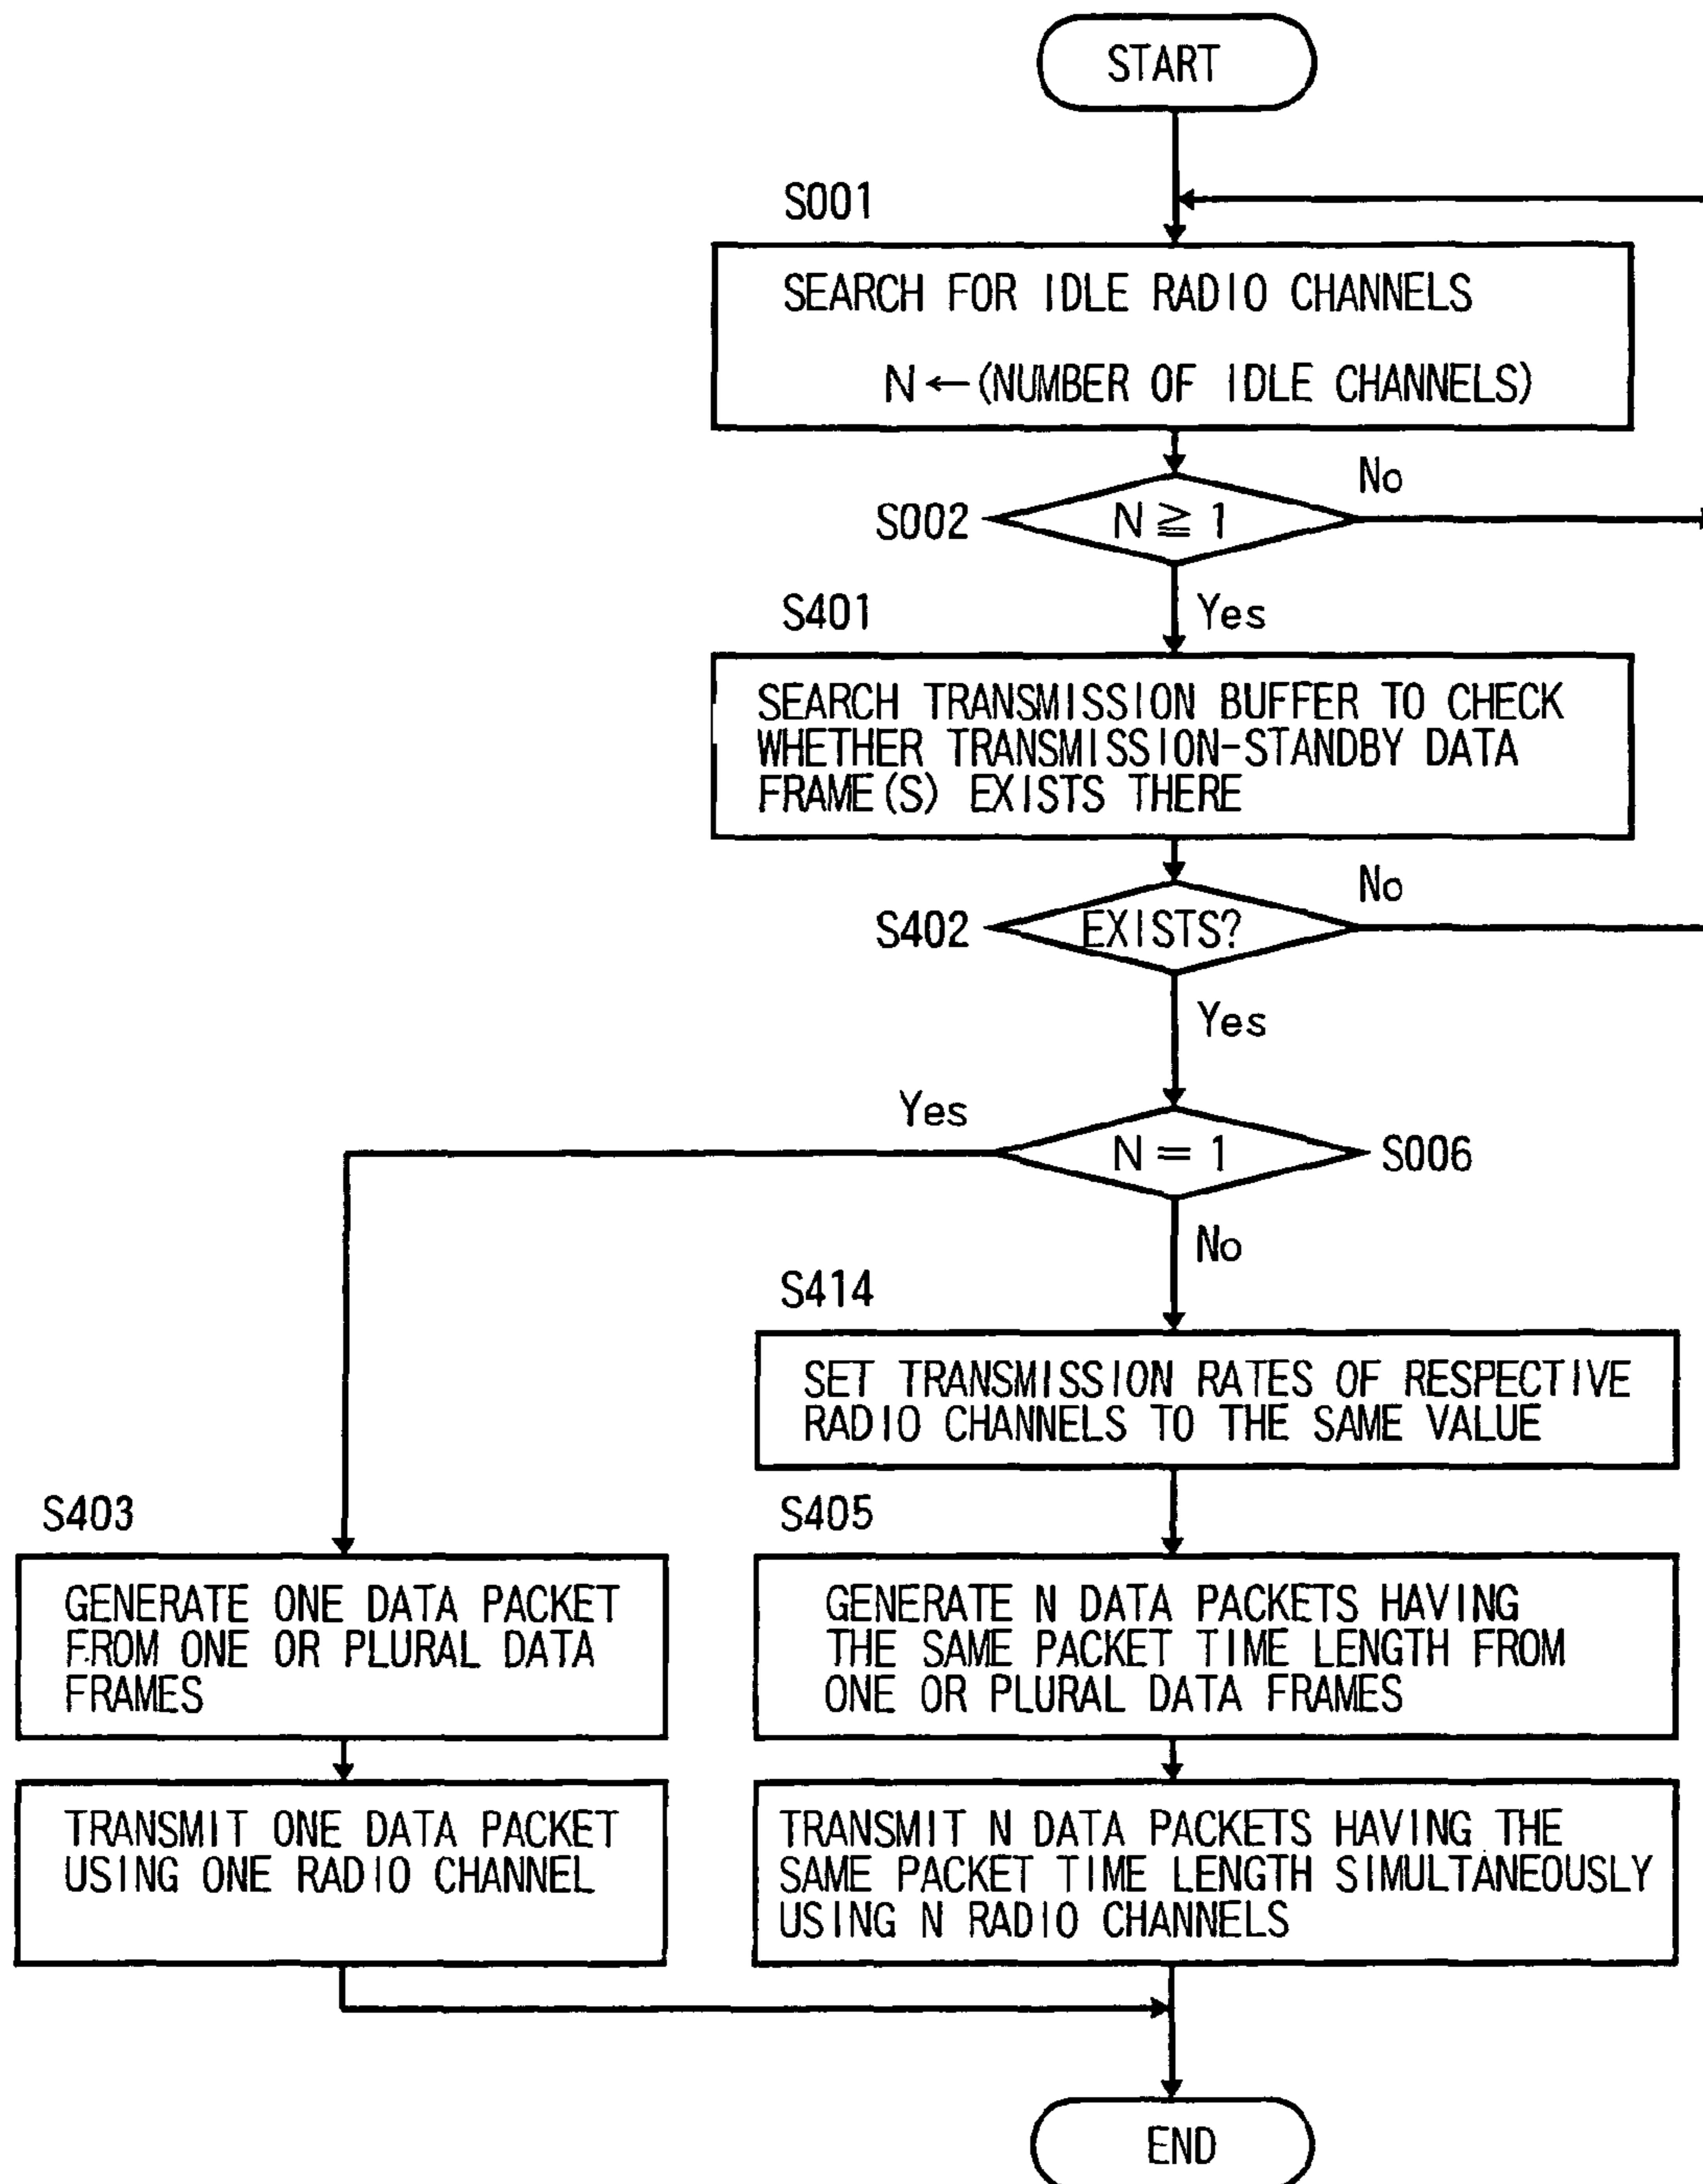 START
S001
SEARCH FOR IDLE RADIO CHANNELS
N ← (NUMBER OF IDLE CHANNELS)
No
S002
N ≧ 1
Yes
S401
SEARCH TRANSMISSION BUFFER TO CHECK
WHETHER TRANSMISSION-STANDBY DATA
FRAME(S) EXISTS THERE
No
S402
EXISTS?
Yes
Yes
N = 1
S006
No
S414
SET TRANSMISSION RATES OF RESPECTIVE
RADIO CHANNELS TO THE SAME VALUE
S403
GENERATE ONE DATA PACKET
FROM ONE OR PLURAL DATA
FRAMES
S405
GENERATE N DATA PACKETS HAVING
THE SAME PACKET TIME LENGTH FROM
ONE OR PLURAL DATA FRAMES
TRANSMIT ONE DATA PACKET
USING ONE RADIO CHANNEL
TRANSMIT N DATA PACKETS HAVING THE
SAME PACKET TIME LENGTH SIMULTANEOUSLY
USING N RADIO CHANNELS
END